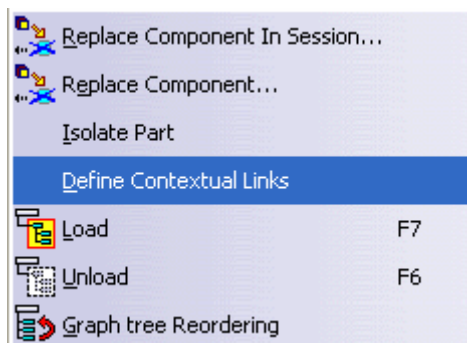 Replace Component In Session...
Replace Component...
Isolate Part
Define Contextual Links
Load F7
Unload F6
Graph tree Reordering